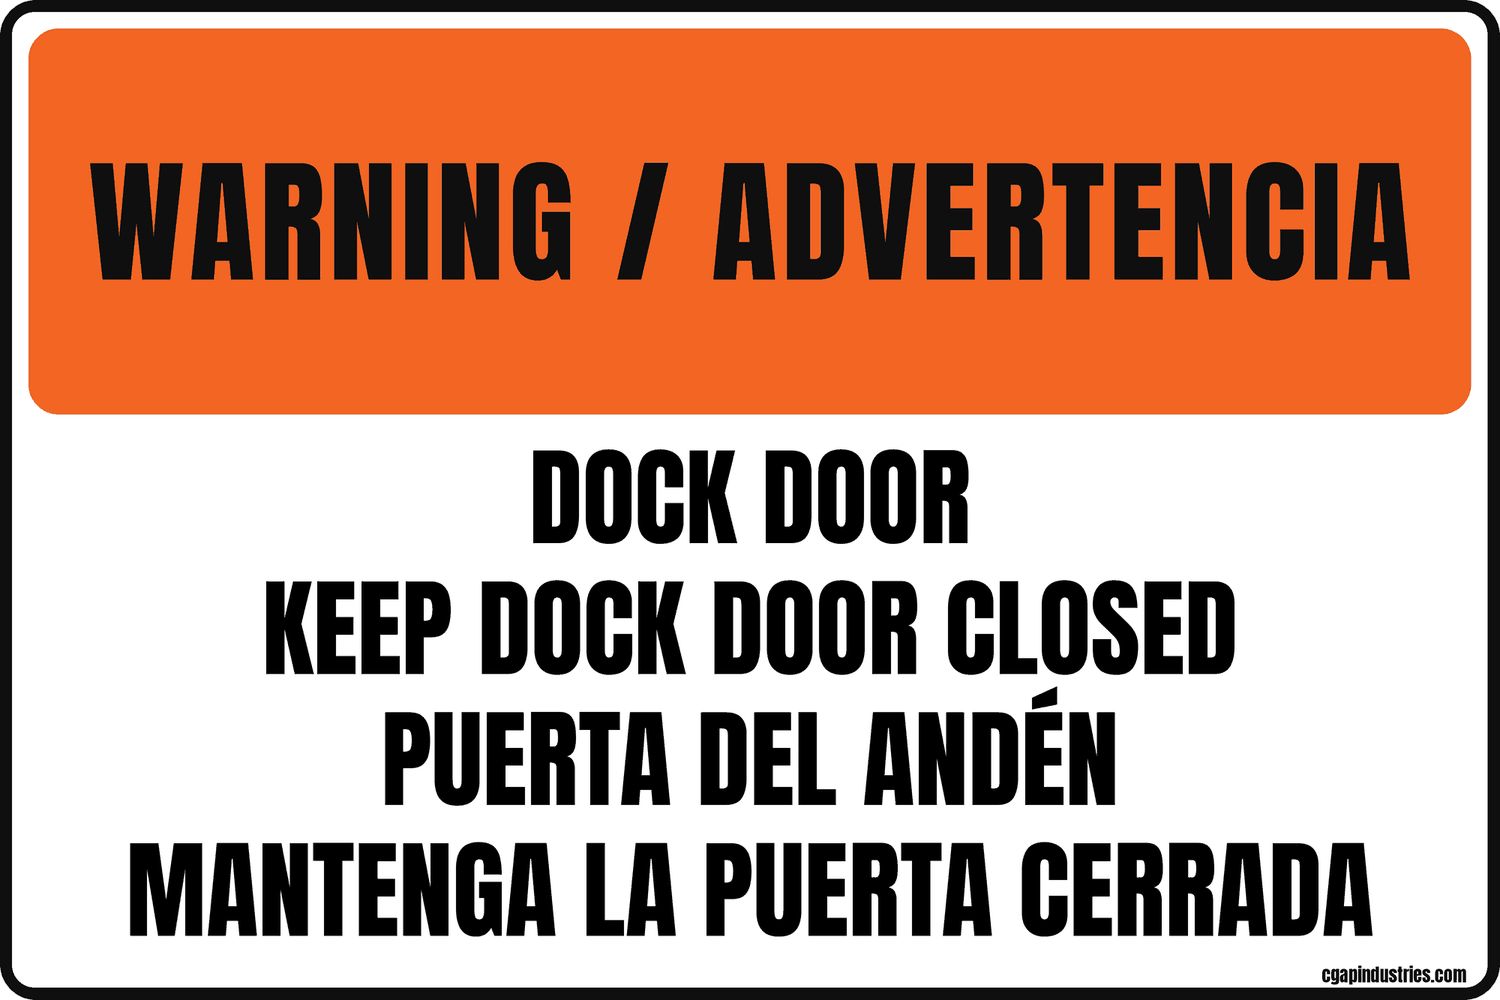 WARNING / ADVERTENCIA
DOCK DOOR
KEEP DOCK DOOR CLOSED
PUERTA DEL ANDÉN
MANTENGA LA PUERTA CERRADA
cgapindustries.com